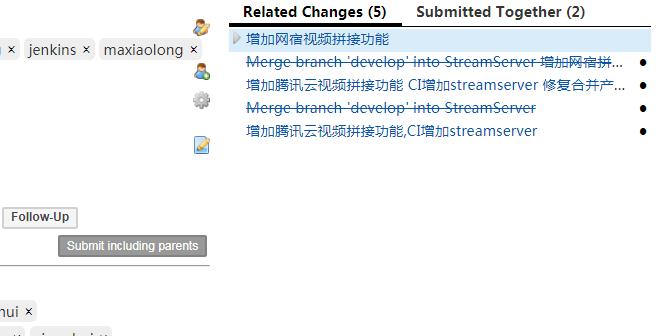 Related Changes (5) Submitted Together (2)
增加网宿视频拼接功能
x jenkins x maxiaolong x
Merge branch 'develop' into StreamServer 增加网宿拼...
增加腾讯云视频拼接功能 CI增加streamserver 修复合并产...
Merge branch 'develop' into StreamServer
增加腾讯云视频拼接功能,CI增加streamserver
Follow-Up
Submit including parents
hui x